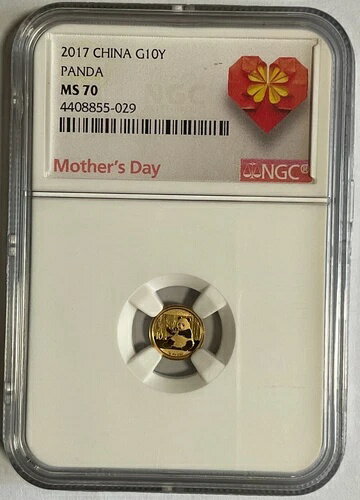 2017 CHINA G10Y
PANDA
MS 70
4408855-029
Mother's Day
NGC®